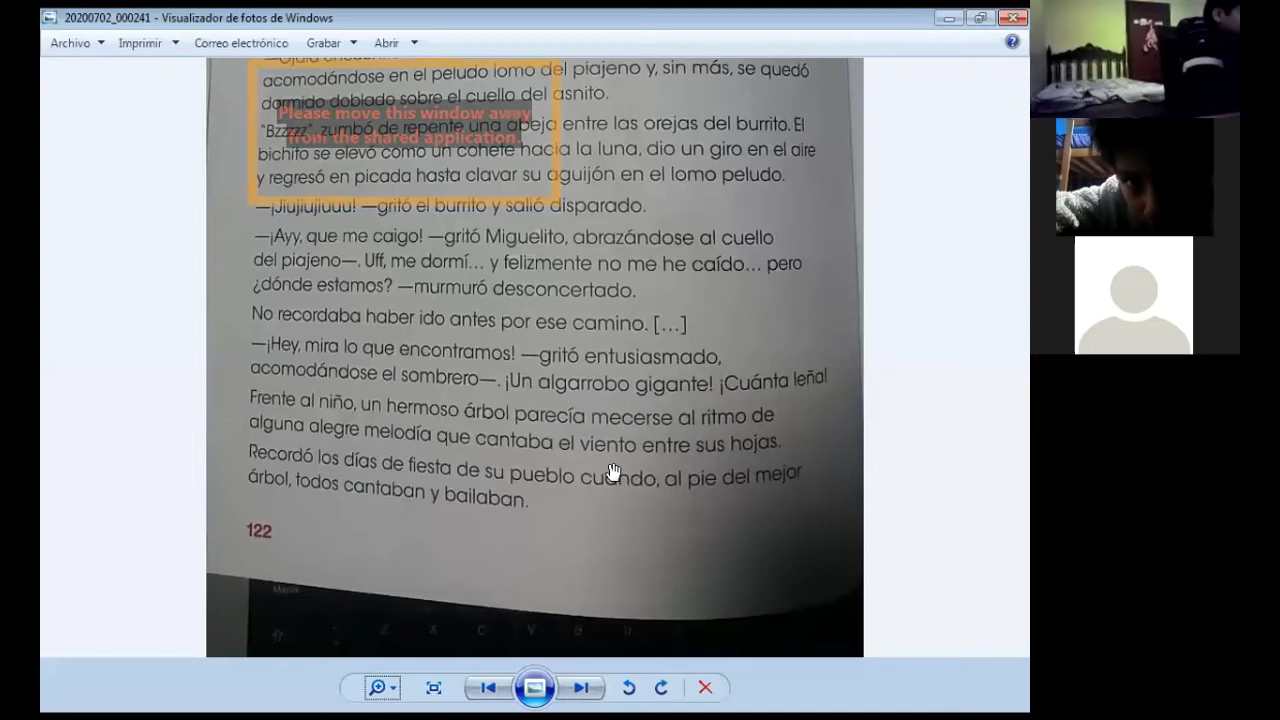 20200702_000241 - Visualizador de fotos de Windows
Archivo Imprimir Correo electrónico Grabar Abrir
acomodándose en el peludo lomo del piajeno y, sin más, se quedó
dormido doblado sobre el cuello del asnito.
Please move this window away
from the shared application.
"Bzzzzz", zumbó de repente una abeja entre las orejas del burrito. El
bichito se elevó como un cohete hacia la luna, dio un giro en el aire
y regresó en picada hasta clavar su aguijón en el lomo peludo.
—¡Jiujiujiuuu! —gritó el burrito y salió disparado.
—¡Ayy, que me caigo! —gritó Miguelito, abrazándose al cuello
del piajeno—. Uff, me dormí... y felizmente no me he caído... pero
¿dónde estamos? —murmuró desconcertado.
No recordaba haber ido antes por ese camino. [...]
—¡Hey, mira lo que encontramos! —gritó entusiasmado,
acomodándose el sombrero—. ¡Un algarrobo gigante! ¡Cuánta leña!
Frente al niño, un hermoso árbol parecía mecerse al ritmo de
alguna alegre melodía que cantaba el viento entre sus hojas.
Recordó los días de fiesta de su pueblo cuando, al pie del mejor
árbol, todos cantaban y bailaban.
122
Z X C V B